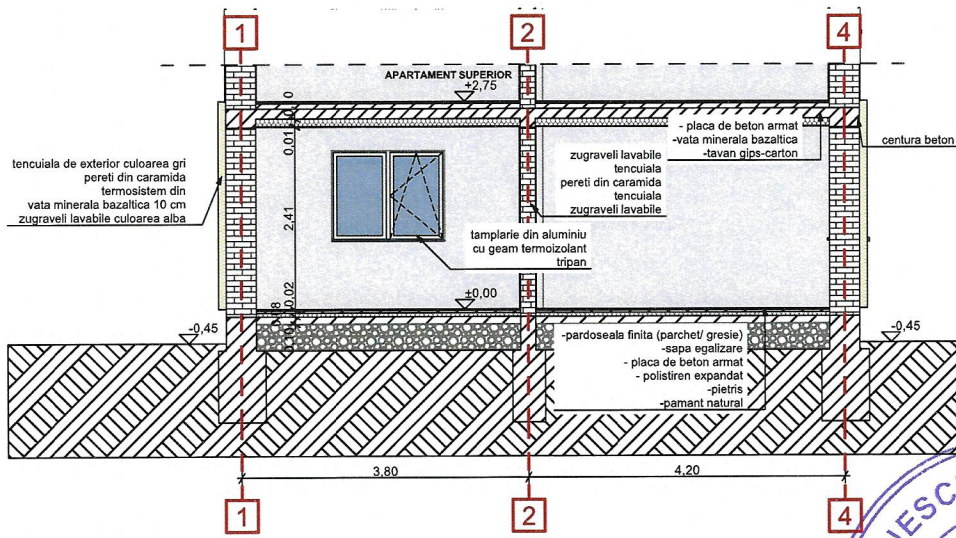 1
2
4
APARTAMENT SUPERIOR
+2,75
0,01
2,41
0,02
- placa de beton armat
-vata minerala bazaltica
-tavan gips-carton
centura beton
tencuiala de exterior culoarea gri
pereti din caramida
termosistem din
vata minerala bazaltica 10 cm
zugraveli lavabile culoarea alba
zugraveli lavabile
tencuiala
pereti din caramida
tencuiala
zugraveli lavabile
tamplarie din aluminiu
cu geam termoizolant
tripan
±0,00
-0,45
-0,45
-pardoseala finita (parchet/ gresie)
-sapa egalizare
- placa de beton armat
- polistiren expandat
-pietris
-pamant natural
3,80
4,20
1
2
4